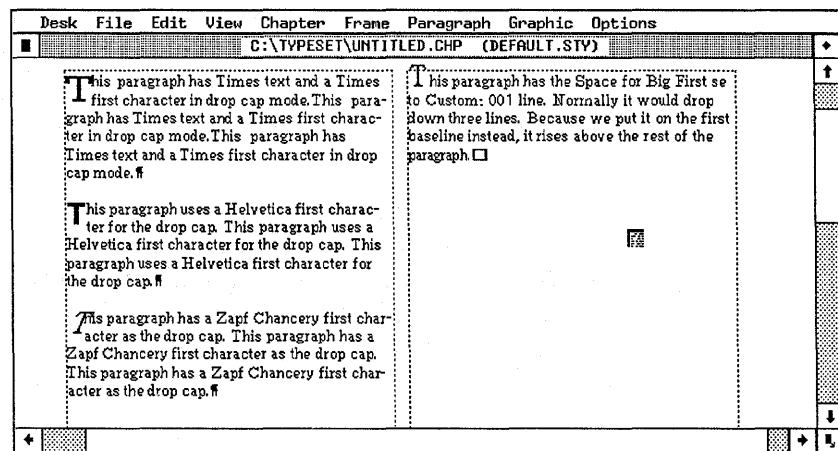 Desk File Edit View Chapter Frame Paragraph Graphic Options
C:\TYPESET\UNTITLED.CHP (DEFAULT.STY)
This paragraph has Times text and a Times
first character in drop cap mode.This para-
graph has Times text and a Times first charac-
ter in drop cap mode.This paragraph has
Times text and a Times first character in drop
cap mode.¶
This paragraph uses a Helvetica first charac-
ter for the drop cap. This paragraph uses a
Helvetica first character for the drop cap. This
paragraph uses a Helvetica first character for
the drop cap.¶
This paragraph has a Zapf Chancery first char-
acter as the drop cap. This paragraph has a
Zapf Chancery first character as the drop cap.
This paragraph has a Zapf Chancery first char-
acter as the drop cap.¶
This paragraph has the Space for Big First se
to Custom: 001 line. Normally it would drop
down three lines. Because we put it on the first
baseline instead, it rises above the rest of the
paragraph.